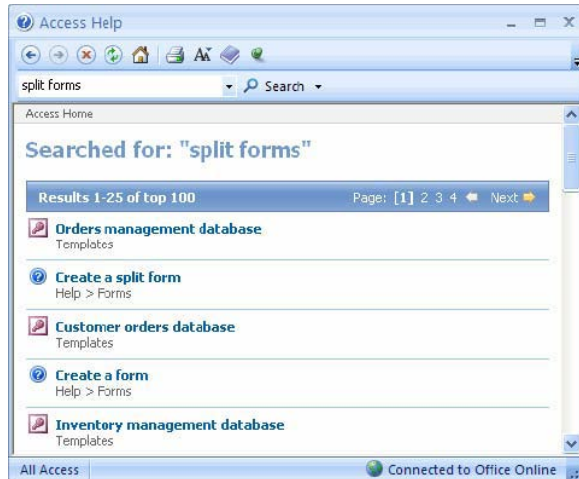 Access Help
split forms
Search
Access Home
Searched for: "split forms"
Results 1-25 of top 100 Page: [1] 2 3 4 Next
Orders management database
Templates
Create a split form
Help > Forms
Customer orders database
Templates
Create a form
Help > Forms
Inventory management database
Templates
All Access Connected to Office Online